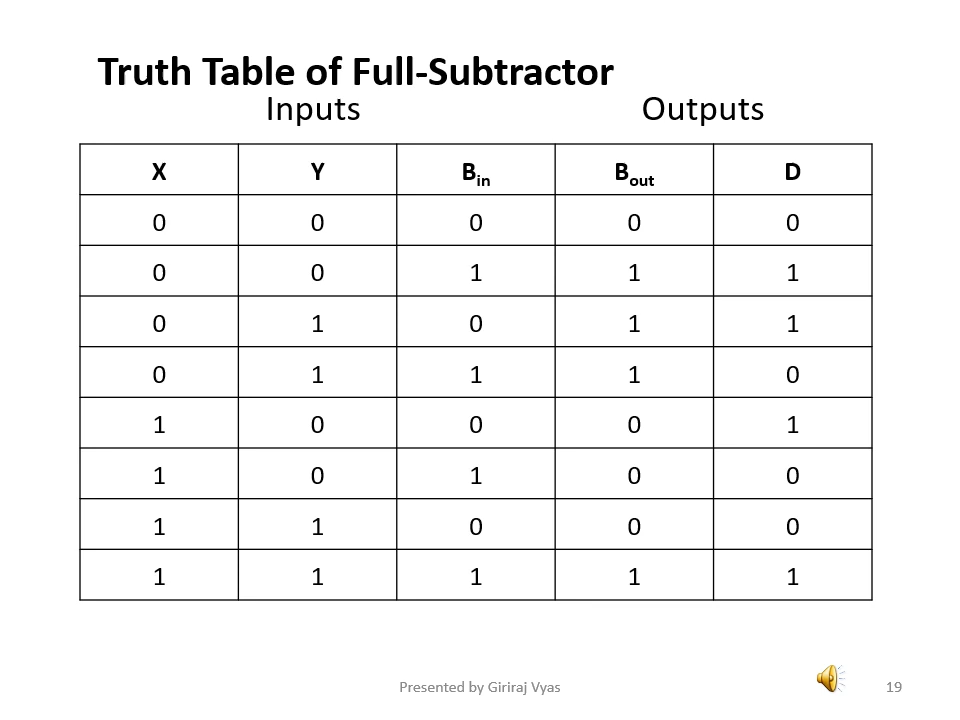 Truth Table of Full-Subtractor
Inputs Outputs
X Y Bin Bout D
0 0 0 0 0
0 0 1 1 1
0 1 0 1 1
0 1 1 1 0
1 0 0 0 1
1 0 1 0 0
1 1 0 0 0
1 1 1 1 1
Presented by Giriraj Vyas 19